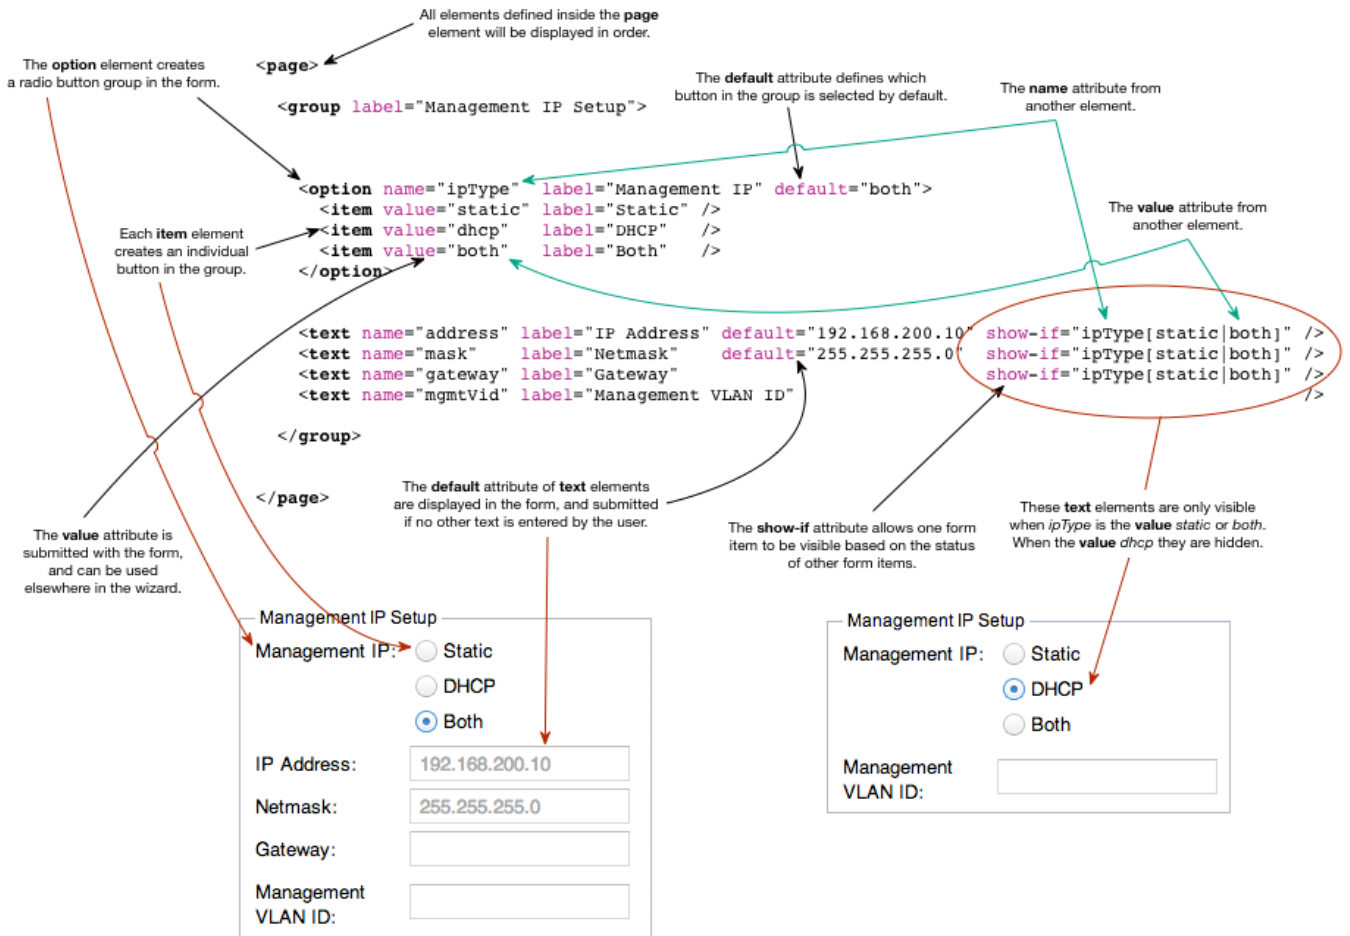 All elements defined inside the page
element will be displayed in order.
The option element creates
a radio button group in the form.
<page>
The default attribute defines which
button in the group is selected by default.
The name attribute from
another element.
<group label="Management IP Setup">
<option name="ipType" label="Management IP" default="both">
<item value="static" label="Static" />
<item value="dhcp" label="DHCP" />
<item value="both" label="Both" />
</option>
Each item element
creates an individual
button in the group.
The value attribute from
another element.
<text name="address" label="IP Address" default="192.168.200.10" show-if="ipType[static|both]" />
<text name="mask" label="Netmask" default="255.255.255.0" show-if="ipType[static|both]" />
<text name="gateway" label="Gateway" show-if="ipType[static|both]" />
<text name="mgmtVid" label="Management VLAN ID" />
</group>
</page>
The value attribute is
submitted with the form,
and can be used
elsewhere in the wizard.
The default attribute of text elements
are displayed in the form, and submitted
if no other text is entered by the user.
The show-if attribute allows one form
item to be visible based on the status
of other form items.
These text elements are only visible
when ipType is the value static or both.
When the value dhcp they are hidden.
Management IP Setup
Management IP: Static
DHCP
Both
IP Address: 192.168.200.10
Netmask: 255.255.255.0
Gateway:
Management
VLAN ID:
Management IP Setup
Management IP: Static
DHCP
Both
Management
VLAN ID: